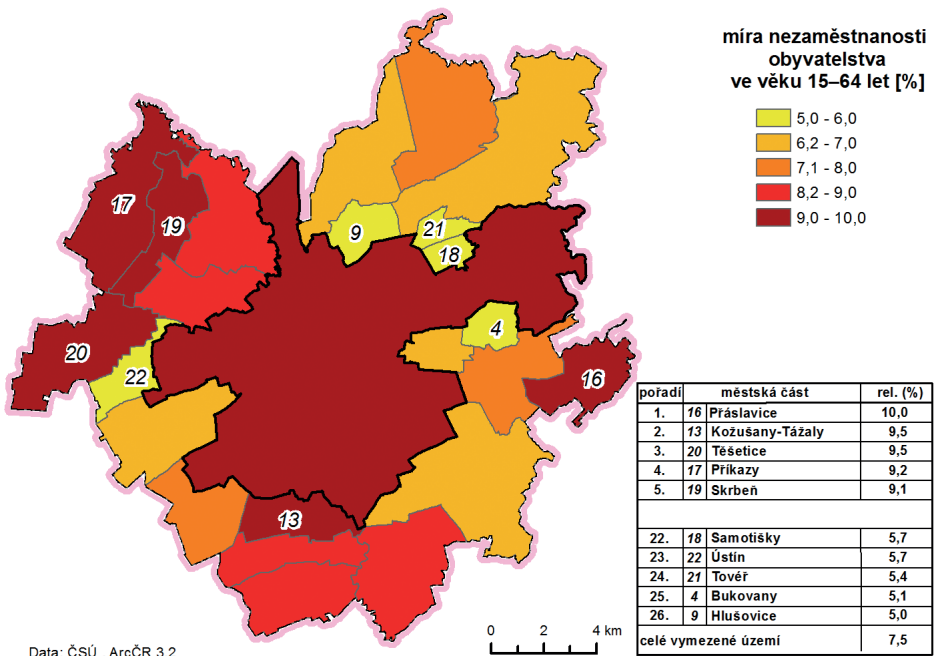 míra nezaměstnanosti
obyvatelstva
ve věku 15–64 let [%]
5,0 - 6,0
6,2 - 7,0
7,1 - 8,0
8,2 - 9,0
9,0 - 10,0
17
19
9
21
18
4
20
22
16
13
pořadí městská část rel. (%)
1. 16 Přáslavice 10,0
2. 13 Kožušany-Tážaly 9,5
3. 20 Těšetice 9,5
4. 17 Příkazy 9,2
5. 19 Skrbeň 9,1
22. 18 Samotišky 5,7
23. 22 Ústín 5,7
24. 21 Tovéř 5,4
25. 4 Bukovany 5,1
26. 9 Hlušovice 5,0
celé vymezené území 7,5
0 2 4 km
Data: ČSÚ, ArcČR 3.2